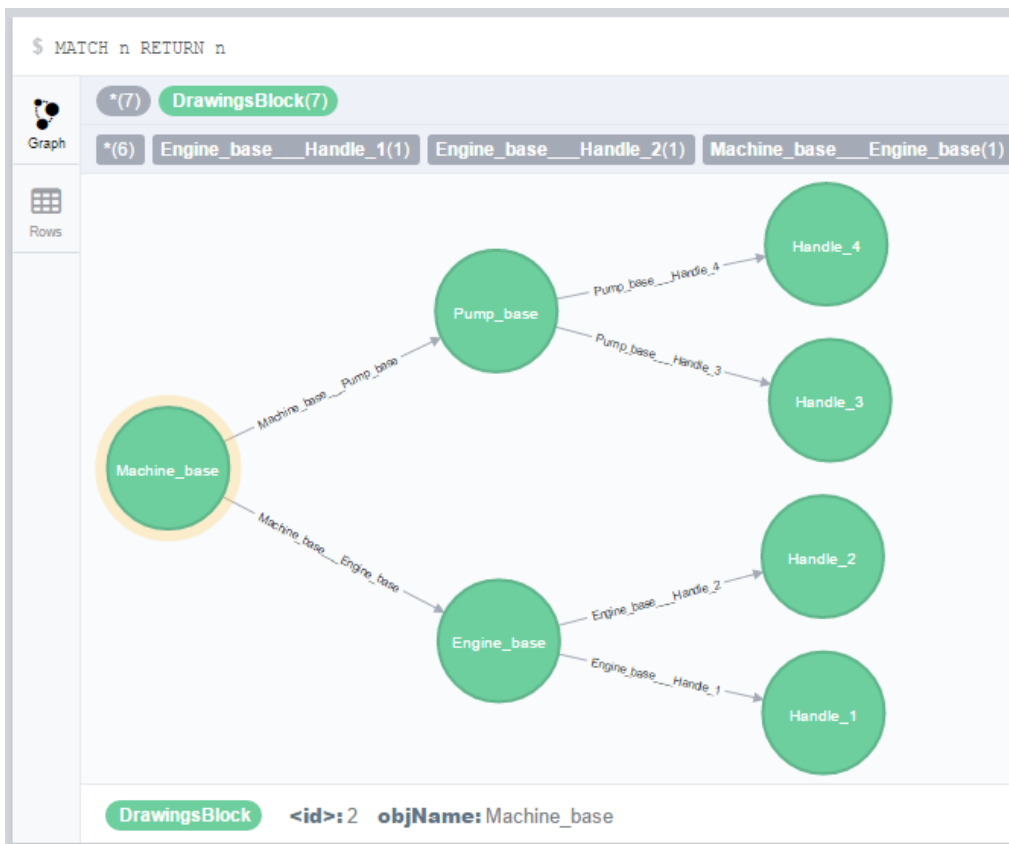 $ MATCH n RETURN n
*(7) DrawingsBlock(7)
Graph
*(6) Engine_base___Handle_1(1) Engine_base___Handle_2(1) Machine_base___Engine_base(1)
Rows
Handle_4
Pump_base___Handle_4
Pump_base
Pump_base___Handle_3
Handle_3
Machine_base___Pump_base
Machine_base
Machine_base___Engine_base
Handle_2
Engine_base___Handle_2
Engine_base
Engine_base___Handle_1
Handle_1
DrawingsBlock <id>: 2 objName: Machine_base